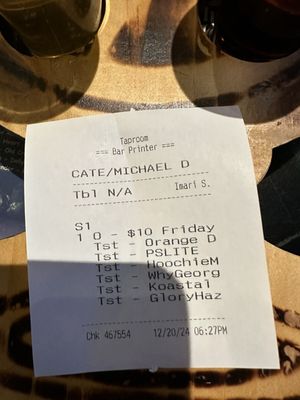 Taproom
=== Bar Printer ===
CATE/MICHAEL D
Tbl N/A Imari S.
S1
1 O - $10 Friday
Tst - Orange D
Tst - PSLITE
Tst - HoochieM
Tst - WhyGeorg
Tst - Koastal
Tst - GloryHaz
Chk 467554 12/20/24 06:27PM